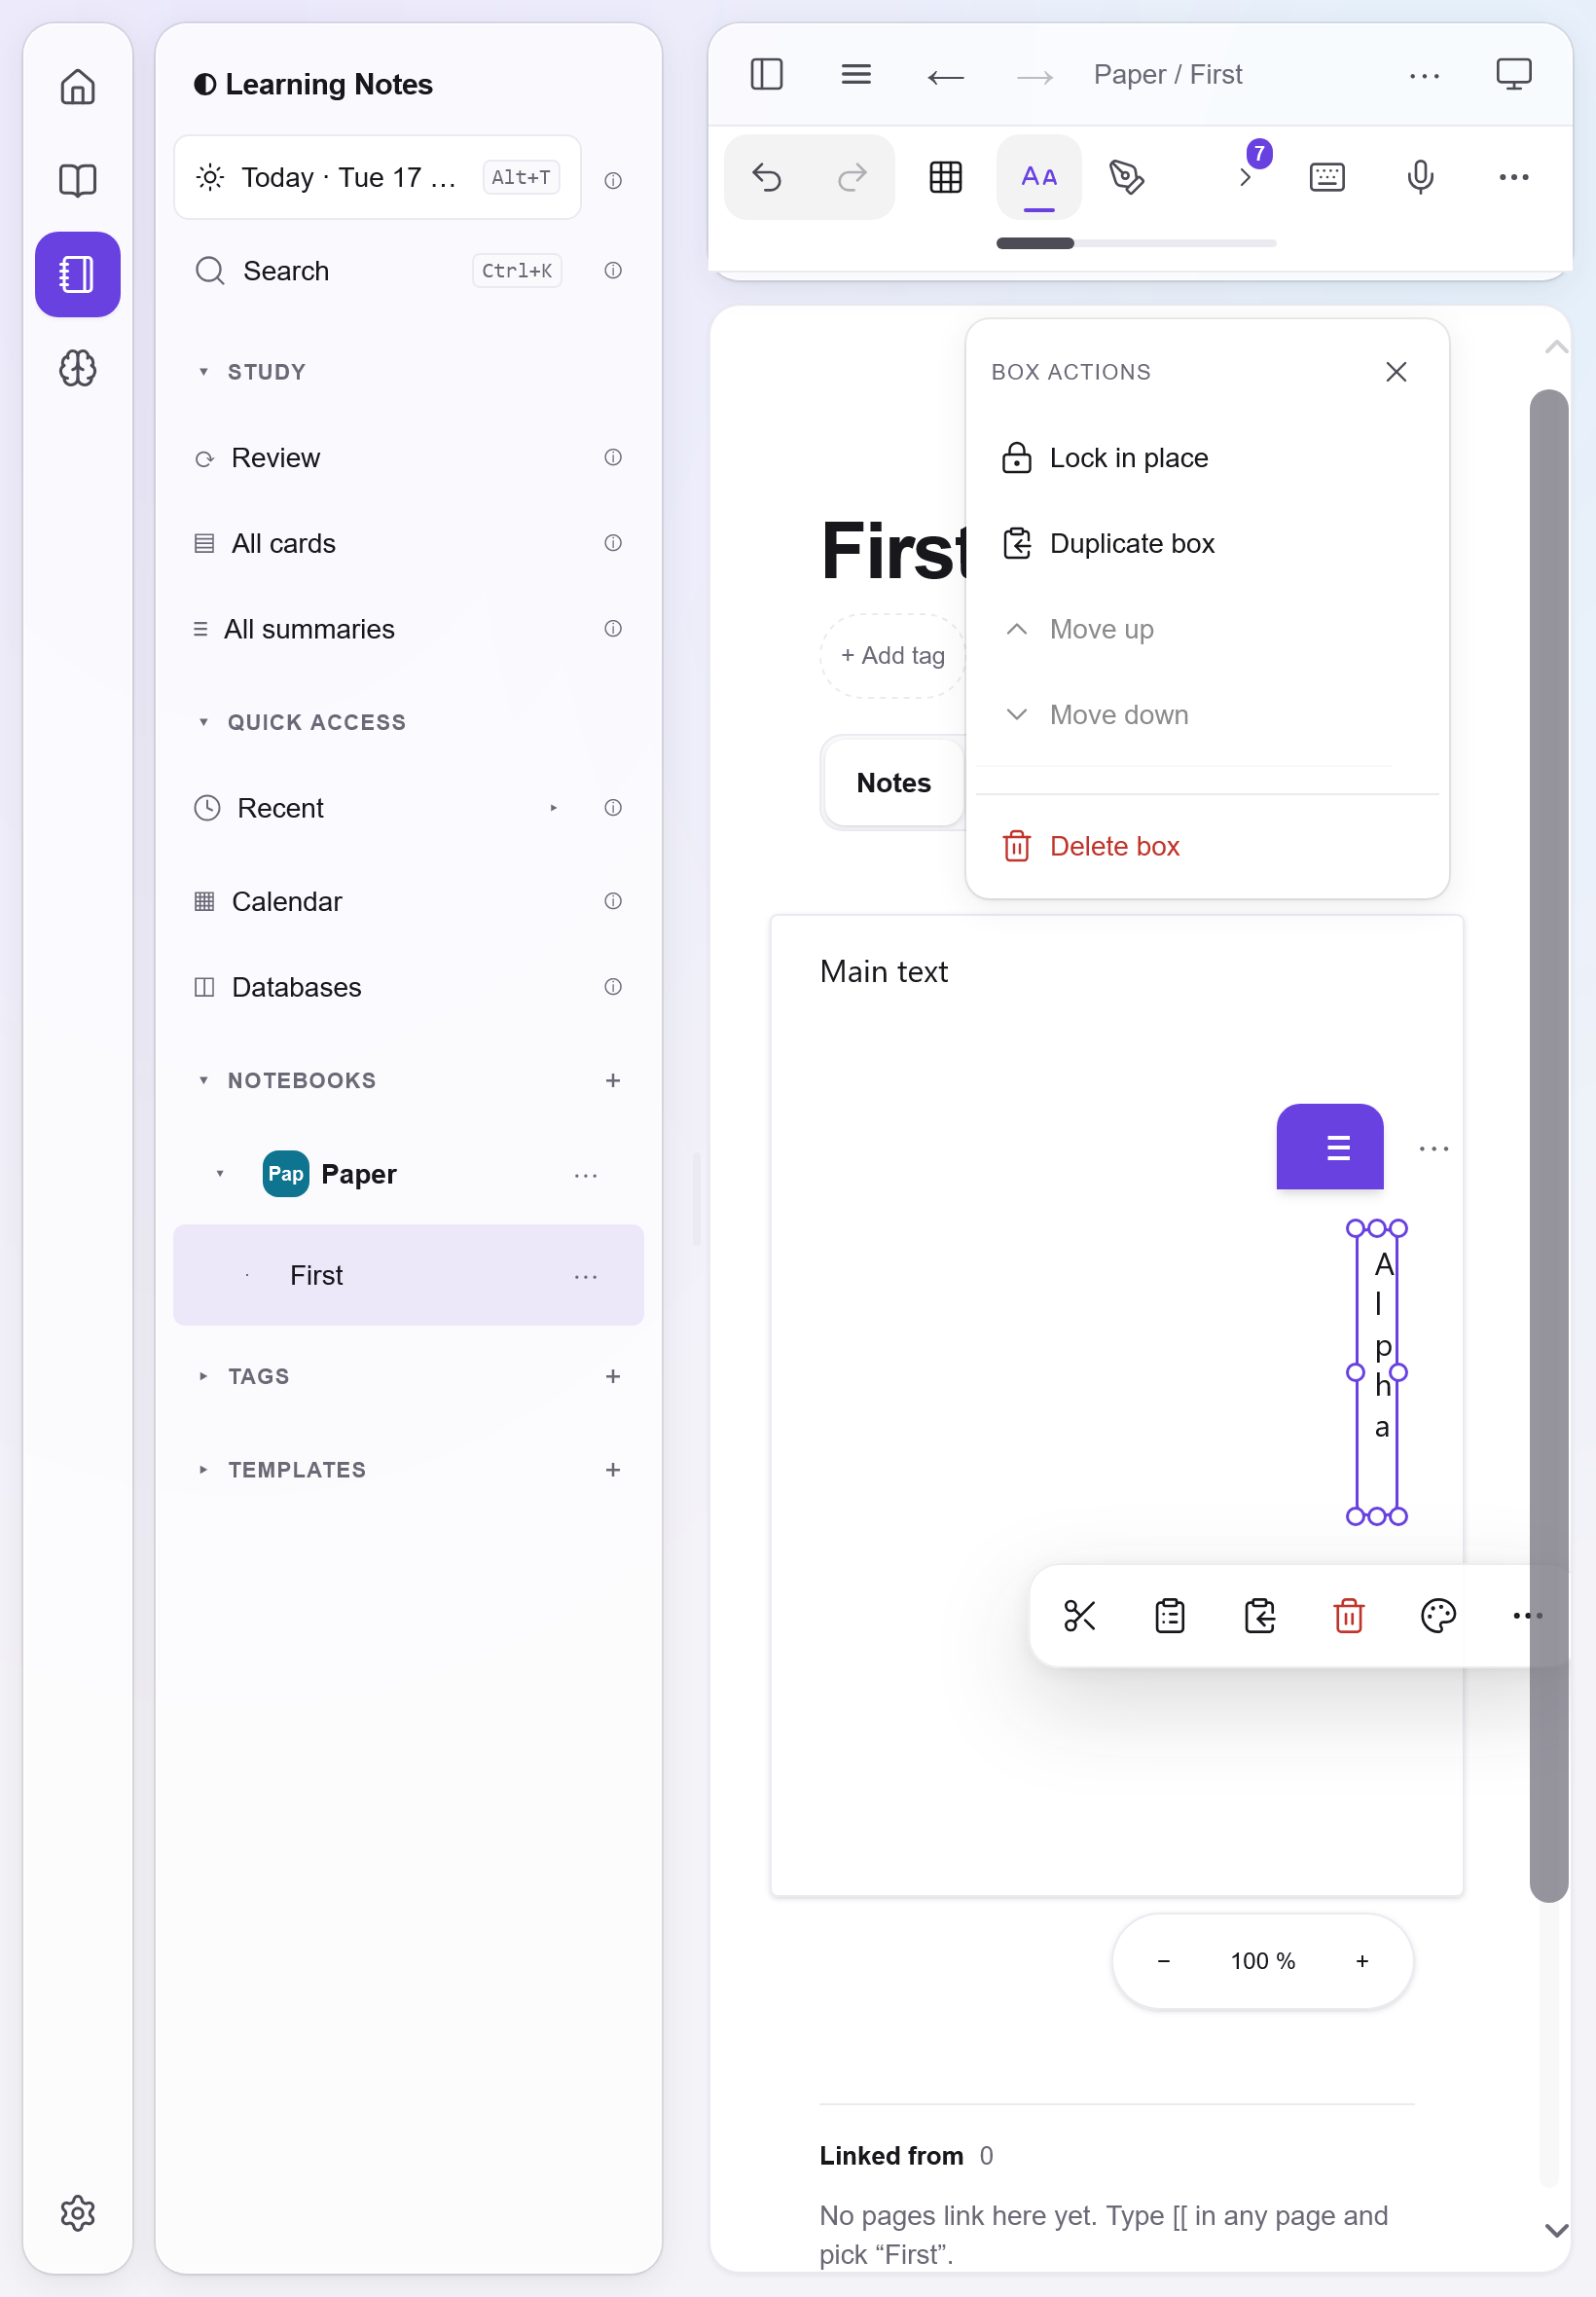 Learning Notes
Today · Tue 17 … Alt+T
Search Ctrl+K
STUDY
Review
All cards
All summaries
QUICK ACCESS
Recent
Calendar
Databases
NOTEBOOKS
Pap Paper
First
TAGS
TEMPLATES
Paper / First
AA
7
BOX ACTIONS
Lock in place
Duplicate box
Move up
Move down
Delete box
First
+ Add tag
Notes
Main text
A
l
p
h
a
− 100 % +
Linked from 0
No pages link here yet. Type [[ in any page and
pick “First”.